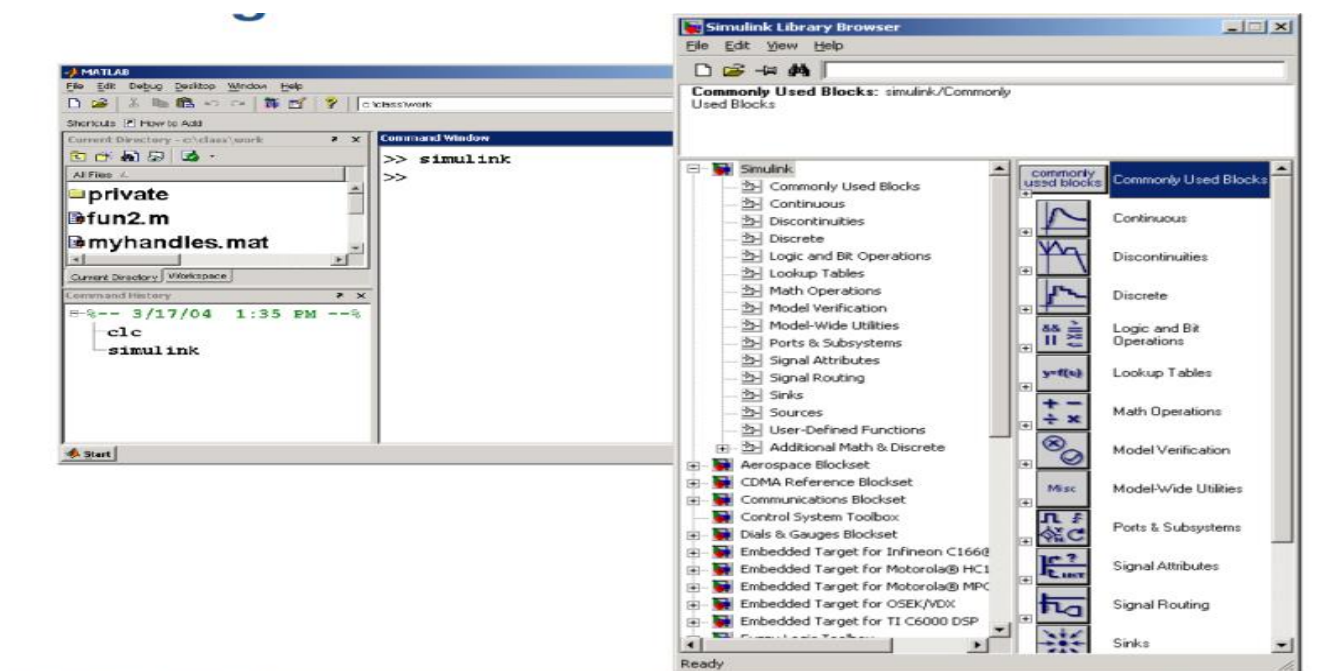 MATLAB
File Edit Debug Desktop Window Help
c:\class\work
Shortcuts How to Add
Current Directory - c:\class\work
All Files
private
fun2.m
myhandles.mat
Current Directory Workspace
Command History
%-- 3/17/04 1:35 PM --%
clc
simulink
Start
Command Window
>> simulink
>>
Simulink Library Browser
File Edit View Help
Commonly Used Blocks: simulink/Commonly
Used Blocks
Simulink
Commonly Used Blocks
Continuous
Discontinuities
Discrete
Logic and Bit Operations
Lookup Tables
Math Operations
Model Verification
Model-Wide Utilities
Ports & Subsystems
Signal Attributes
Signal Routing
Sinks
Sources
User-Defined Functions
Additional Math & Discrete
Aerospace Blockset
CDMA Reference Blockset
Communications Blockset
Control System Toolbox
Dials & Gauges Blockset
Embedded Target for Infineon C166®
Embedded Target for Motorola® HC1
Embedded Target for Motorola® MPC
Embedded Target for OSEK/VDX
Embedded Target for TI C6000 DSP
Fuzzy Logic Toolbox
commonly
used blocks
Commonly Used Blocks
Continuous
Discontinuities
Discrete
&& >=
|| <=
Logic and Bit
Operations
y=f(u)
Lookup Tables
+ −
÷ ×
Math Operations
Model Verification
Misc
Model-Wide Utilities
Ports & Subsystems
?
Signal Attributes
Signal Routing
Sinks
Ready